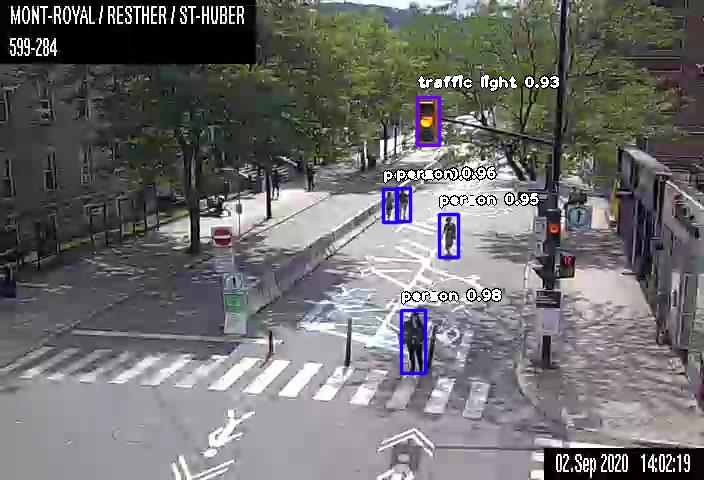 MONT-ROYAL / RESTHER / ST-HUBER
599-284
traffic light 0.93
person 0.96
person 0.95
person 0.98
02.Sep 2020 14:02:19